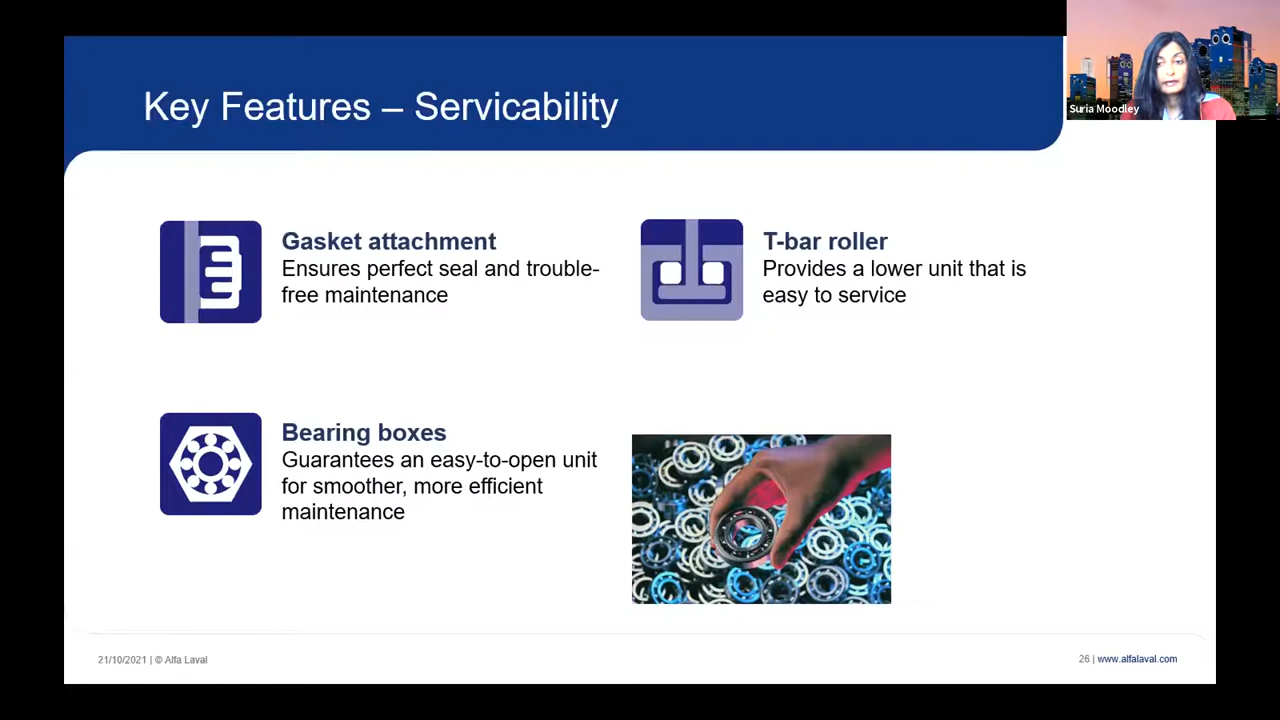 Key Features – Servicability
Suria Moodley
Gasket attachment
Ensures perfect seal and trouble-
free maintenance
T-bar roller
Provides a lower unit that is
easy to service
Bearing boxes
Guarantees an easy-to-open unit
for smoother, more efficient
maintenance
21/10/2021 | © Alfa Laval
26 | www.alfalaval.com